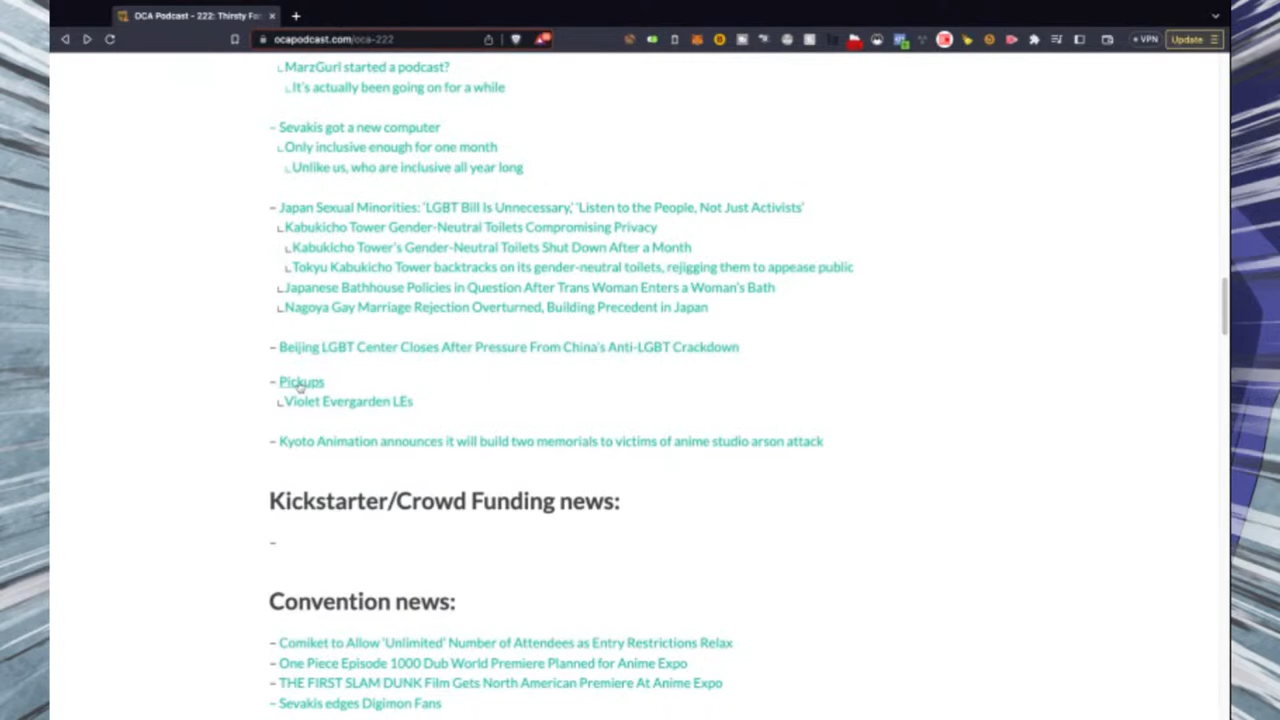 OCA Podcast - 222: Thirsty Fa
ocapodcast.com/oca-222
VPN
Update
MarzGurl started a podcast?
It's actually been going on for a while
– Sevakis got a new computer
Only inclusive enough for one month
Unlike us, who are inclusive all year long
– Japan Sexual Minorities: 'LGBT Bill Is Unnecessary,' 'Listen to the People, Not Just Activists'
Kabukicho Tower Gender-Neutral Toilets Compromising Privacy
Kabukicho Tower's Gender-Neutral Toilets Shut Down After a Month
Tokyu Kabukicho Tower backtracks on its gender-neutral toilets, rejigging them to appease public
Japanese Bathhouse Policies in Question After Trans Woman Enters a Woman's Bath
Nagoya Gay Marriage Rejection Overturned, Building Precedent in Japan
– Beijing LGBT Center Closes After Pressure From China's Anti-LGBT Crackdown
– Pickups
Violet Evergarden LEs
– Kyoto Animation announces it will build two memorials to victims of anime studio arson attack
Kickstarter/Crowd Funding news:
–
Convention news:
– Comiket to Allow 'Unlimited' Number of Attendees as Entry Restrictions Relax
– One Piece Episode 1000 Dub World Premiere Planned for Anime Expo
– THE FIRST SLAM DUNK Film Gets North American Premiere At Anime Expo
– Sevakis edges Digimon Fans